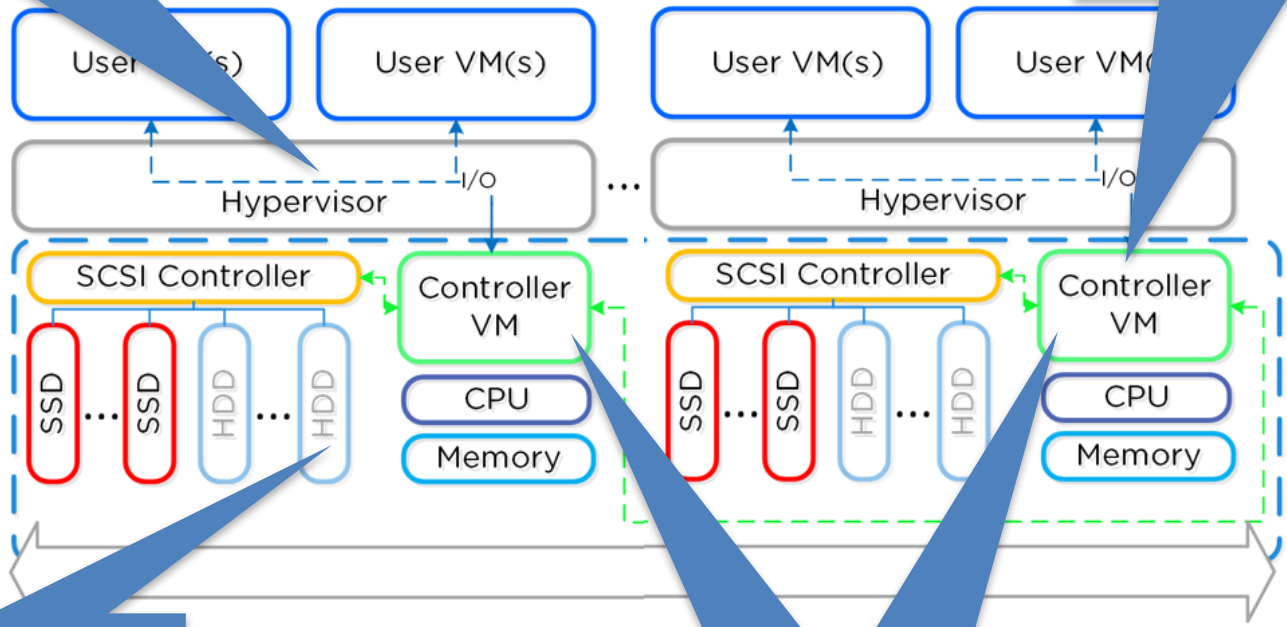 User s)
User VM(s)
User VM(s)
User VM(
I/O
Hypervisor
...
I/O
Hypervisor
SCSI Controller
Controller
VM
SSD
...
SSD
HDD
...
HDD
CPU
Memory
SCSI Controller
Controller
VM
SSD
...
SSD
HDD
...
HDD
CPU
Memory